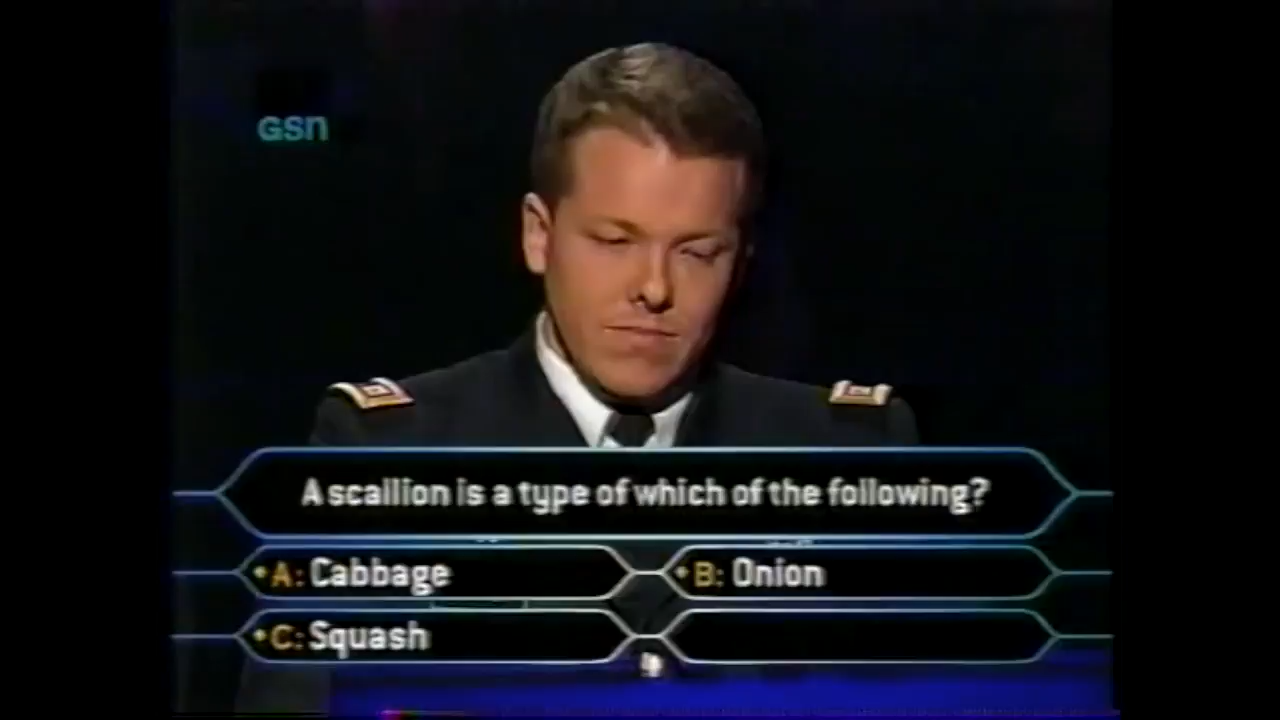 GSN
A scallion is a type of which of the following?
A: Cabbage
B: Onion
C: Squash